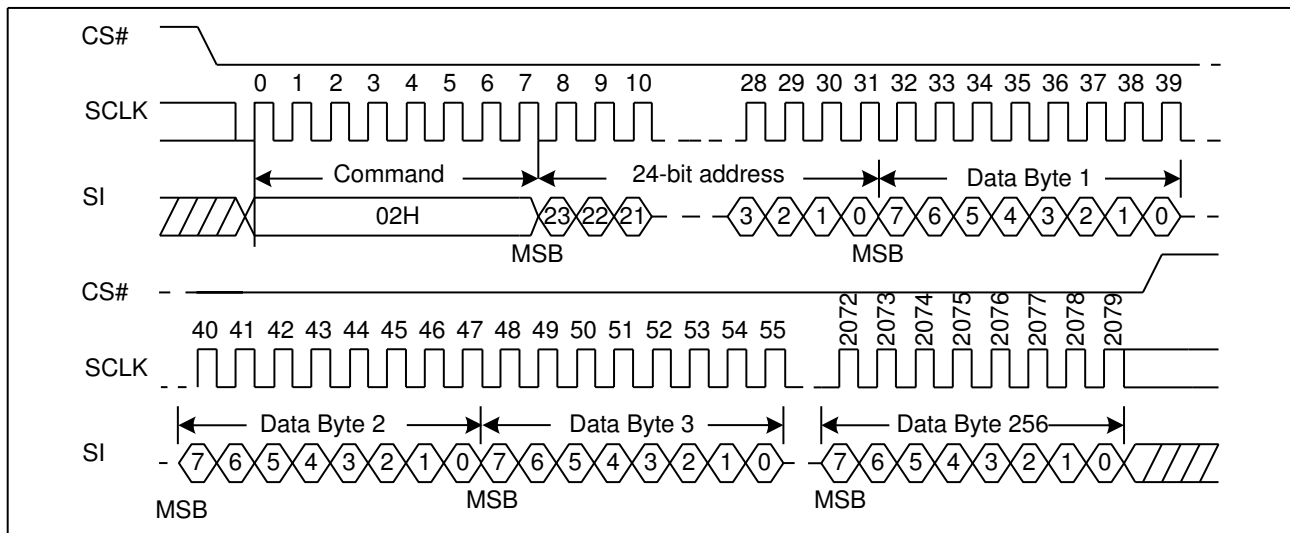 CS#
0 1 2 3 4 5 6 7 8 9 10 28 29 30 31 32 33 34 35 36 37 38 39
SCLK
Command 24-bit address Data Byte 1
SI
02H 23 22 21 3 2 1 0 7 6 5 4 3 2 1 0
MSB MSB
CS#
40 41 42 43 44 45 46 47 48 49 50 51 52 53 54 55 2072 2073 2074 2075 2076 2077 2078 2079
SCLK
Data Byte 2 Data Byte 3 Data Byte 256
SI
7 6 5 4 3 2 1 0 7 6 5 4 3 2 1 0 7 6 5 4 3 2 1 0
MSB MSB MSB